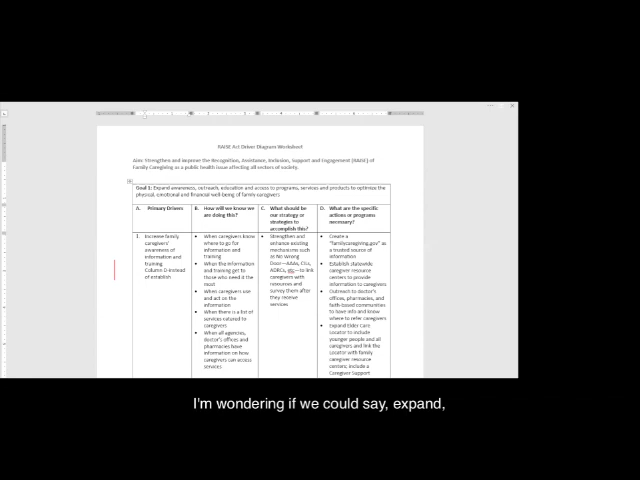 RAISE Act Driver Diagram Worksheet
Aim: Strengthen and improve the Recognition, Assistance, Inclusion, Support and Engagement (RAISE) of
Family Caregiving as a public health issue affecting all sectors of society.
Goal 1: Expand awareness, outreach, education and access to programs, services and products to optimize the
physical, emotional and financial well-being of family caregivers
A. Primary Drivers
B. How will we know we
are doing this?
C. What should be
our strategy or
strategies to
accomplish this?
D. What are the specific
actions or programs
necessary?
1. Increase family
caregivers'
awareness of
information and
training
Column D instead
of establish
• When caregivers know
where to go for
information and
training
• When the information
and training get to
those who need it the
most
• When caregivers use
and act on the
information
• When there is a list of
services catered to
caregivers
• When all agencies,
doctor's offices and
pharmacies have
information on how
caregivers can access
services
• Strengthen and
enhance existing
mechanisms such
as No Wrong
Door—AAAs, CILs,
ADRCs, etc—to link
caregivers with
resources and
survey them after
they receive
services
• Create a
"familycaregiving.gov" as
a trusted source of
information
• Establish statewide
caregiver resource
centers to provide
information to caregivers
• Outreach to doctor's
offices, pharmacies, and
faith-based communities
to have info and know
where to refer caregivers
• Expand Elder Care
Locator to include
younger people and all
caregivers and link the
Locator with family
caregiver resource
centers; include a
Caregiver Support
I'm wondering if we could say, expand,